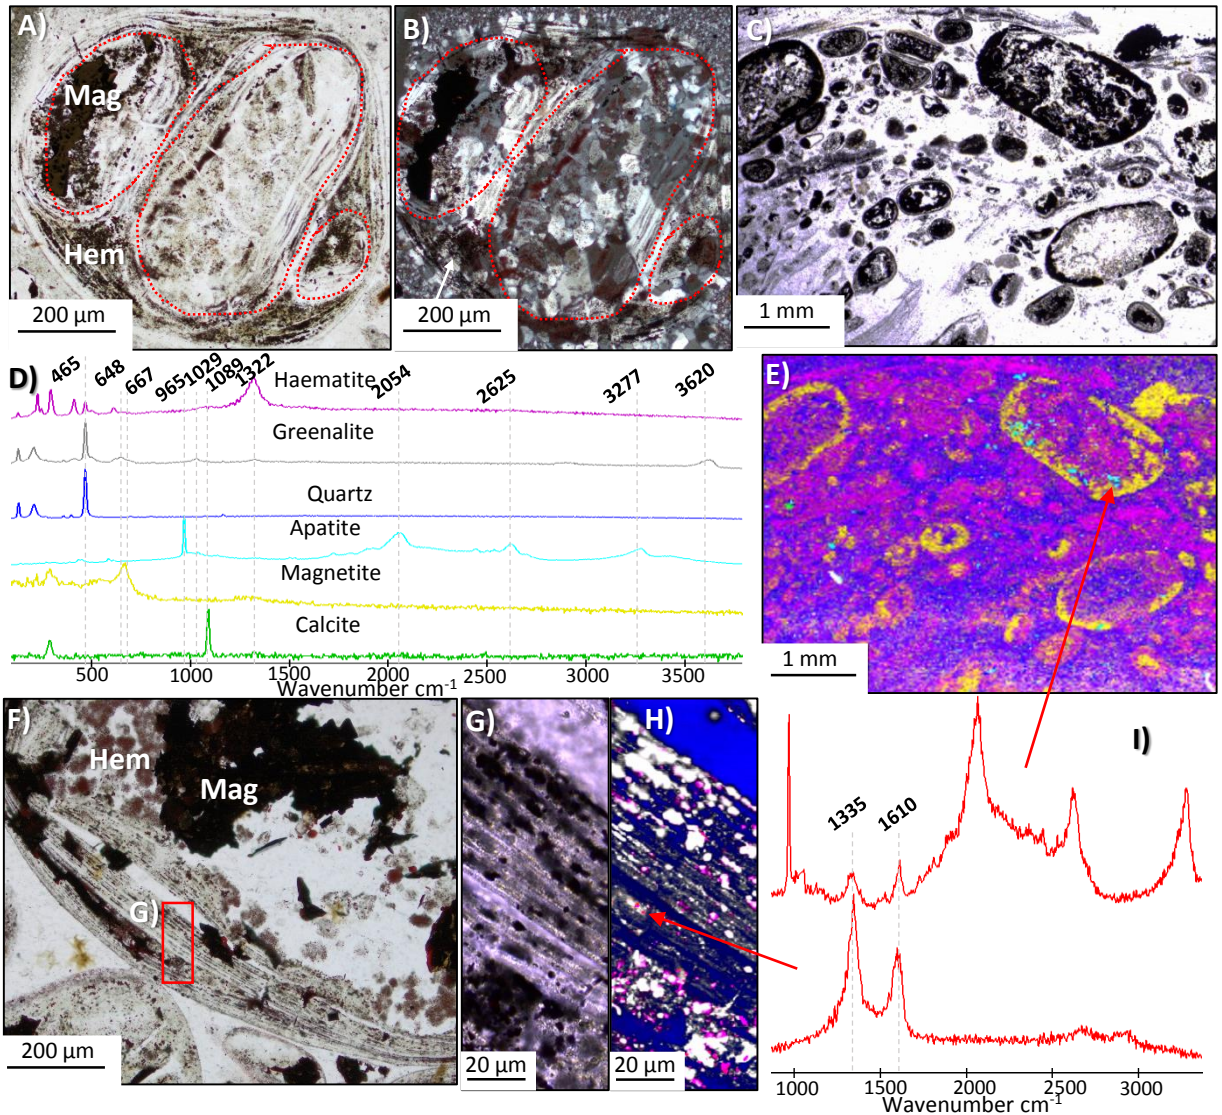 A)
Mag
Hem
200 µm
B)
200 µm
C)
1 mm
D)
465
648
667
965
1029
1089
1322
2054
2625
3277
3620
Haematite
Greenalite
Quartz
Apatite
Magnetite
Calcite
500 1000 1500 2000 2500 3000 3500
Wavenumber cm-1
E)
1 mm
F)
Hem
Mag
G)
200 µm
G)
20 µm
H)
20 µm
I)
1335
1610
1000 1500 2000 2500 3000
Wavenumber cm-1